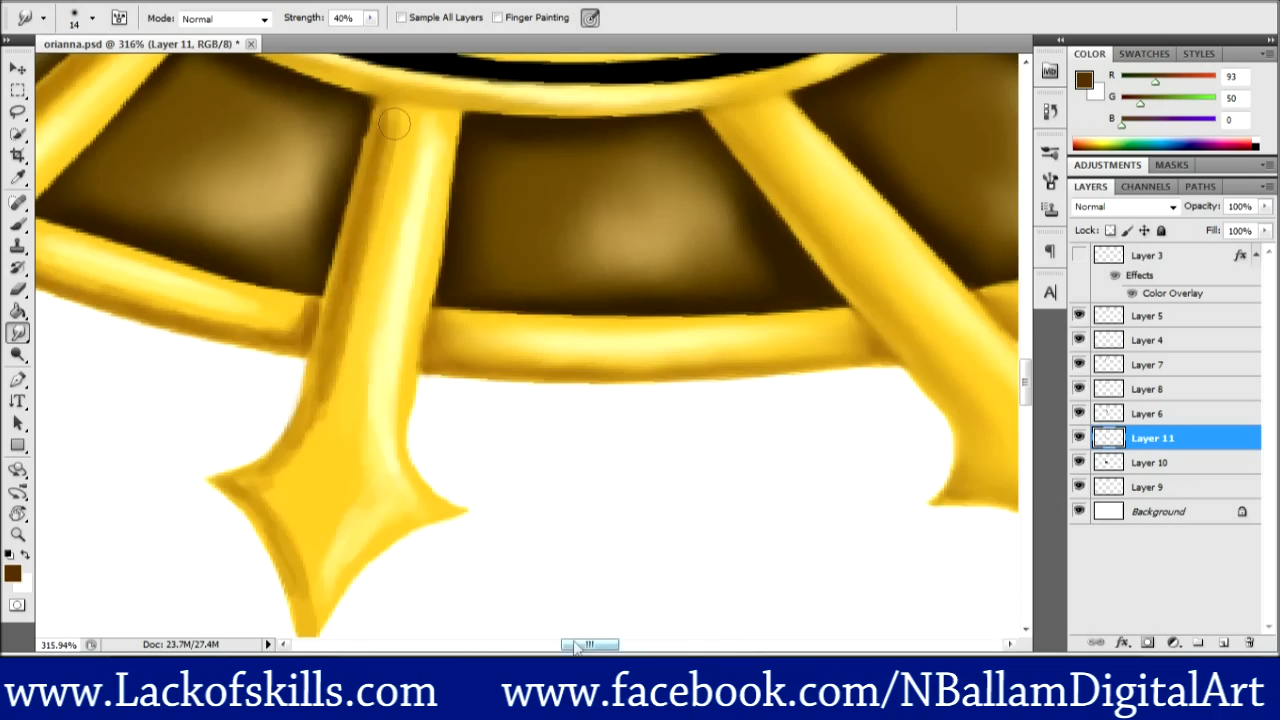 14 Mode: Normal Strength: 40% Sample All Layers Finger Painting
orianna.psd @ 316% (Layer 11, RGB/8) *
COLOR SWATCHES STYLES
R 93
G 50
B 0
ADJUSTMENTS MASKS
LAYERS CHANNELS PATHS
Normal Opacity: 100%
Lock: Fill: 100%
Layer 3 fx
Effects
Color Overlay
Layer 5
Layer 4
Layer 7
Layer 8
Layer 6
Layer 11
Layer 10
Layer 9
Background
315.94% Doc: 23.7M/27.4M
www.Lackofskills.com www.facebook.com/NBallamDigitalArt